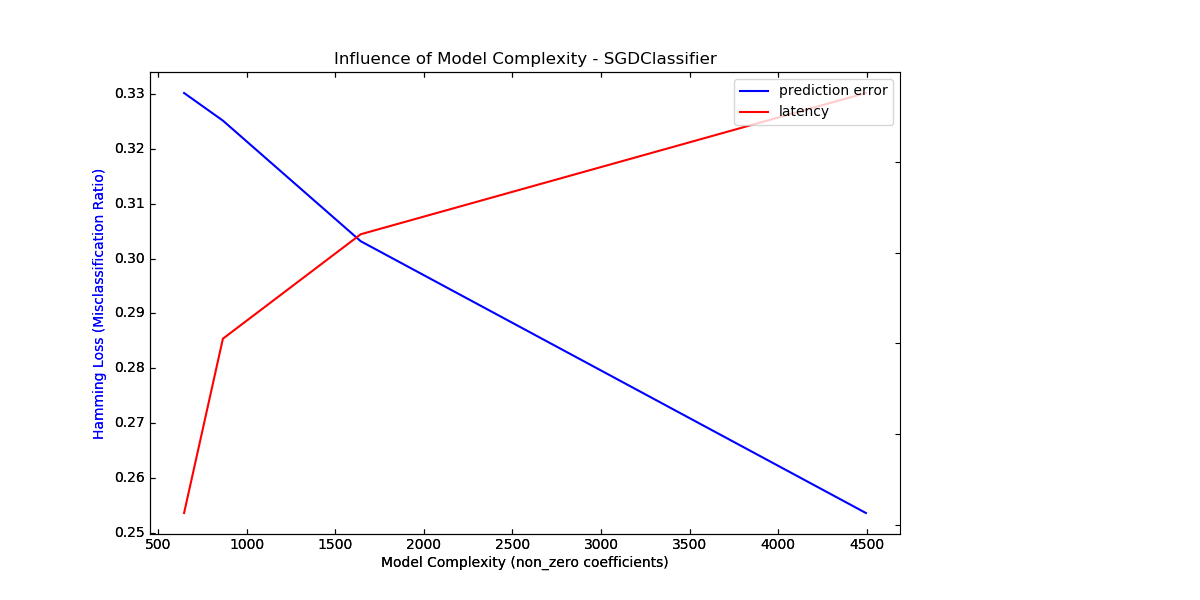 Influence of Model Complexity - SGDClassifier
prediction error
latency
0.33
0.32
0.31
0.30
0.29
0.28
0.27
0.26
0.25
Hamming Loss (Misclassification Ratio)
500 1000 1500 2000 2500 3000 3500 4000 4500
Model Complexity (non_zero coefficients)